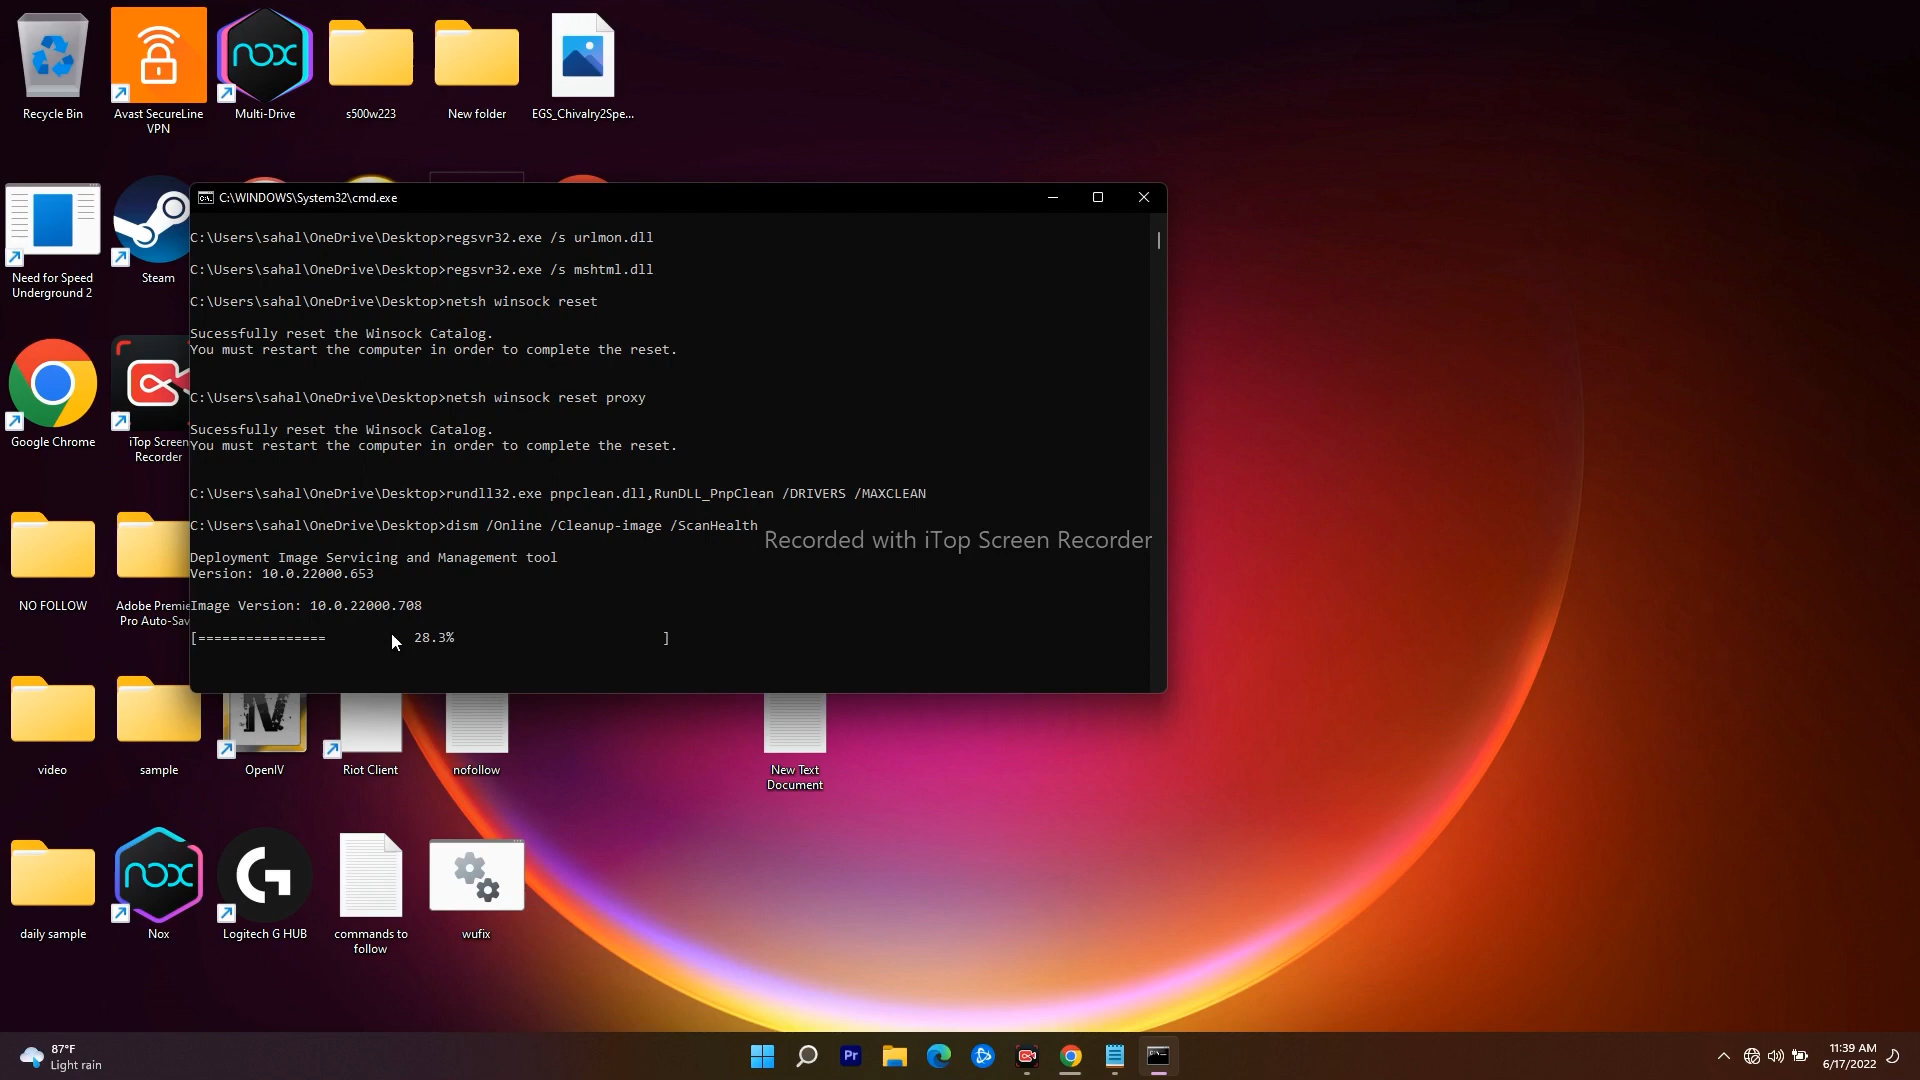 Recycle Bin
Avast SecureLine
VPN
nox
Multi-Drive
s500w223
New folder
EGS_Chivalry2Spe...
Need for Speed
Underground 2
Steam
Google Chrome
iTop Screen
Recorder
NO FOLLOW
Adobe Premie
Pro Auto-Sav
video
sample
OpenIV
Riot Client
nofollow
New Text
Document
daily sample
nox
Nox
Logitech G HUB
commands to
follow
wufix
C:\WINDOWS\System32\cmd.exe
C:\Users\sahal\OneDrive\Desktop>regsvr32.exe /s urlmon.dll
C:\Users\sahal\OneDrive\Desktop>regsvr32.exe /s mshtml.dll
C:\Users\sahal\OneDrive\Desktop>netsh winsock reset
Sucessfully reset the Winsock Catalog.
You must restart the computer in order to complete the reset.
C:\Users\sahal\OneDrive\Desktop>netsh winsock reset proxy
Sucessfully reset the Winsock Catalog.
You must restart the computer in order to complete the reset.
C:\Users\sahal\OneDrive\Desktop>rundll32.exe pnpclean.dll,RunDLL_PnpClean /DRIVERS /MAXCLEAN
C:\Users\sahal\OneDrive\Desktop>dism /Online /Cleanup-image /ScanHealth
Recorded with iTop Screen Recorder
Deployment Image Servicing and Management tool
Version: 10.0.22000.653
Image Version: 10.0.22000.708
[================           28.3%                          ]
87°F
Light rain
Pr
11:39 AM
6/17/2022